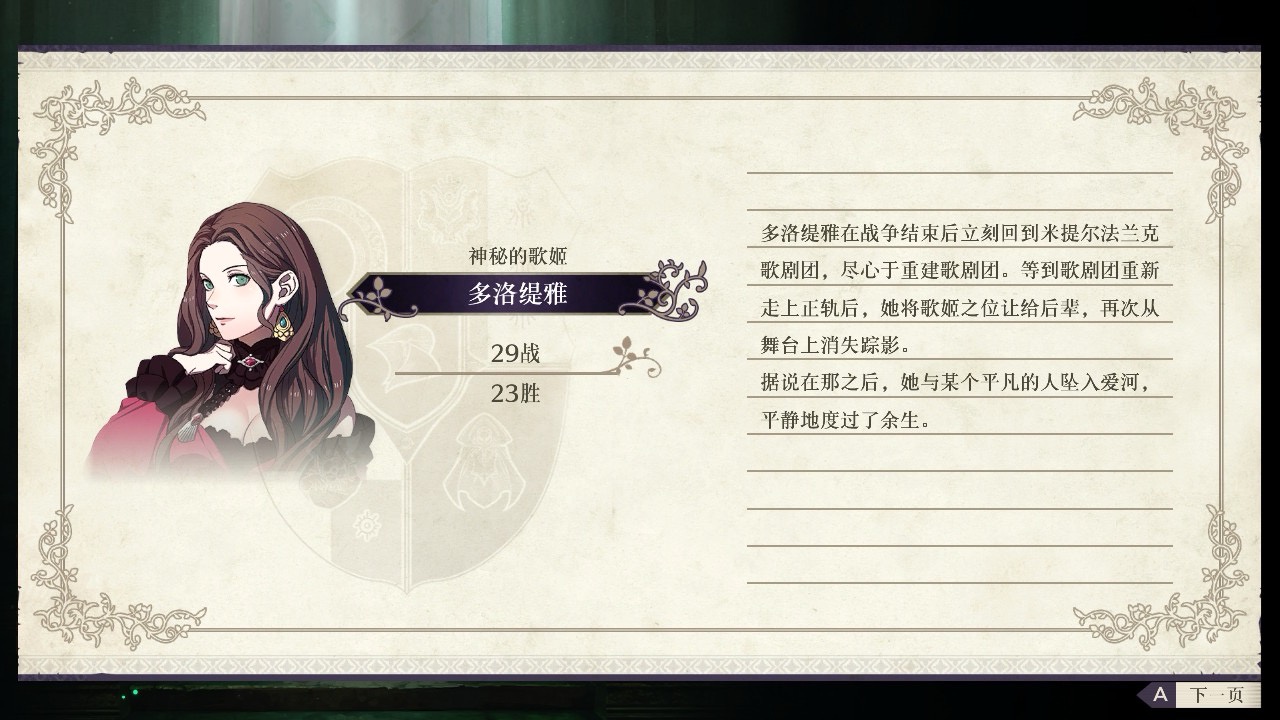 神秘的歌姬
多洛缇雅
29战
23胜
多洛缇雅在战争结束后立刻回到米提尔法兰克
歌剧团，尽心于重建歌剧团。等到歌剧团重新
走上正轨后，她将歌姬之位让给后辈，再次从
舞台上消失踪影。
据说在那之后，她与某个平凡的人坠入爱河，
平静地度过了余生。
A 下一页